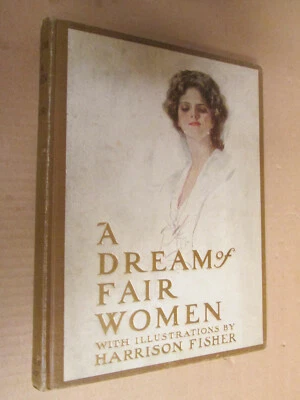 A
DREAM of
FAIR
WOMEN
WITH ILLUSTRATIONS BY
HARRISON FISHER